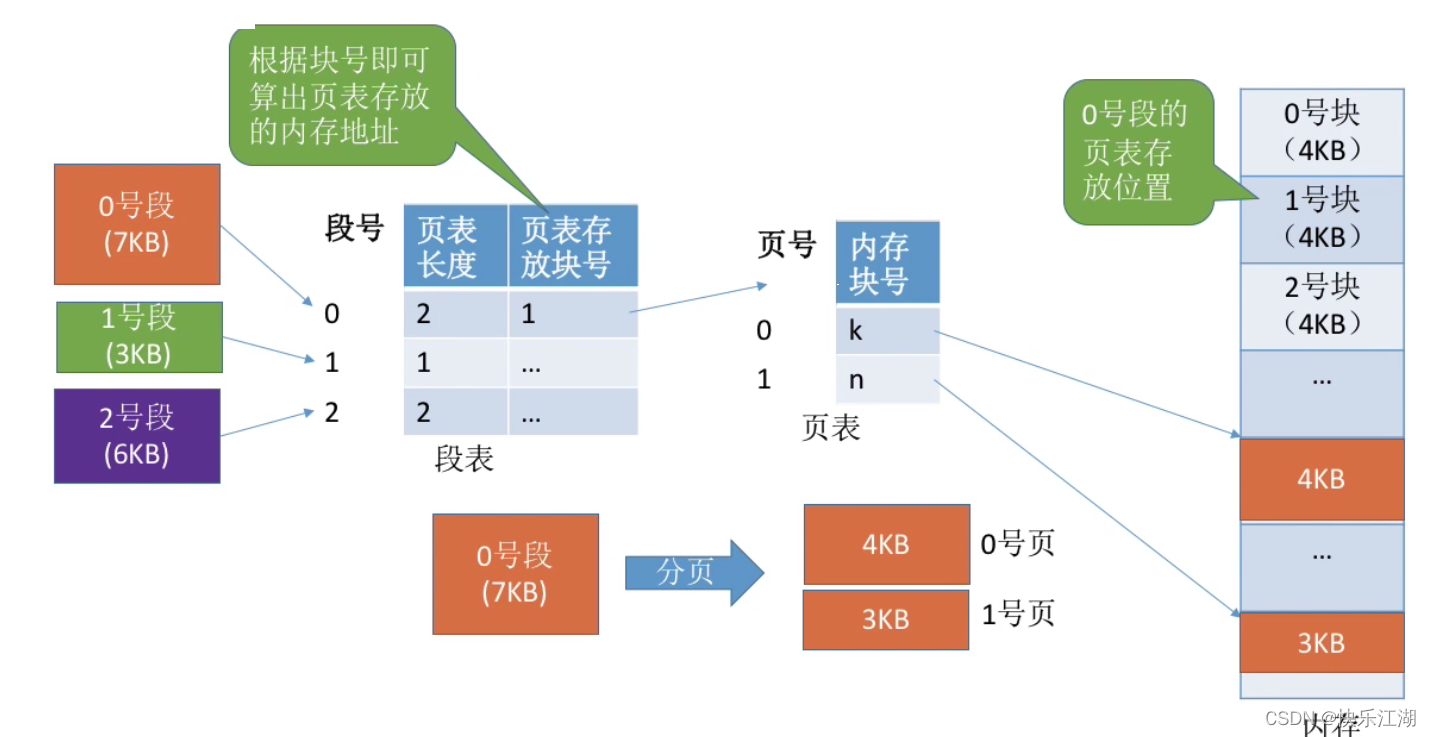 根据块号即可
算出页表存放
的内存地址
0号段的
页表存
放位置
0号块
（4KB）
1号块
（4KB）
2号块
（4KB）
...
4KB
...
3KB
内存
0号段
(7KB)
1号段
(3KB)
2号段
(6KB)
段号 页表长度 页表存放块号
0 2 1
1 1 ...
2 2 ...
段表
页号 内存块号
0 k
1 n
页表
0号段
(7KB)
分页
4KB 0号页
3KB 1号页
CSDN @快乐江湖